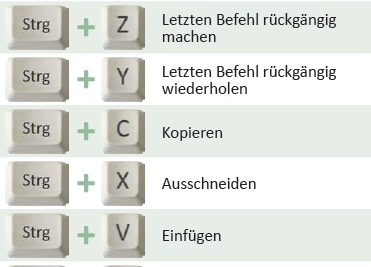 Strg + Z Letzten Befehl rückgängig
machen
Strg + Y Letzten Befehl rückgängig
wiederholen
Strg + C Kopieren
Strg + X Ausschneiden
Strg + V Einfügen